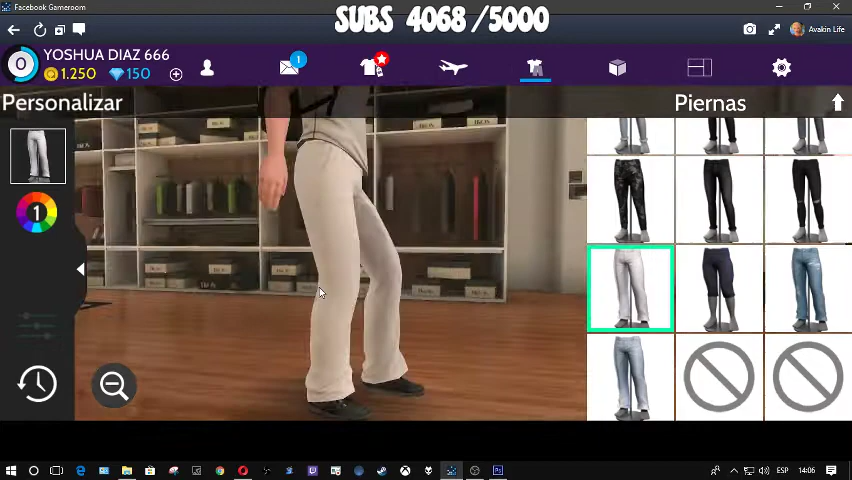 Facebook Gameroom
SUBS 4068/5000
Avakin Life
0
YOSHUA DIAZ 666
1.250
150
1
Personalizar
Piernas
1
ESP
14:06